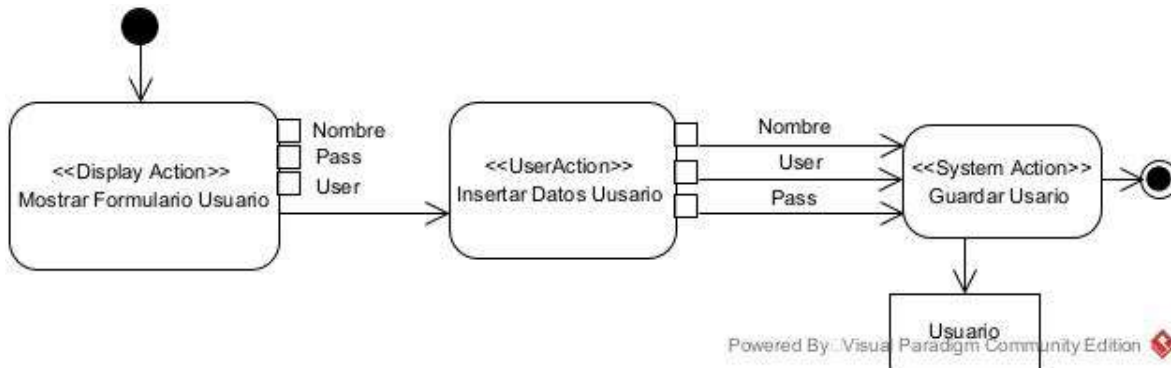 <<Display Action>>
Mostrar Formulario Usuario
Nombre
Pass
User
<<UserAction>>
Insertar Datos Uusario
Nombre
User
Pass
<<System Action>>
Guardar Usario
Usuario
Powered By Visual Paradigm Community Edition